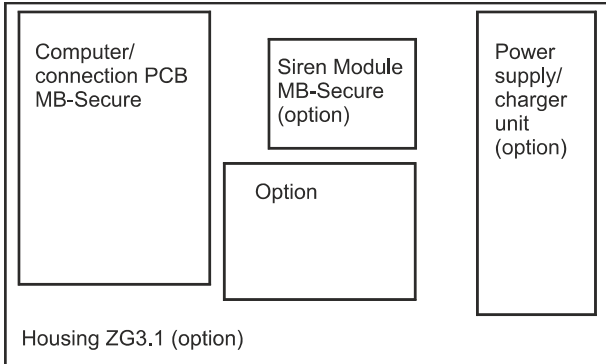 Computer/
connection PCB
MB-Secure
Siren Module
MB-Secure
(option)
Option
Power
supply/
charger
unit
(option)
Housing ZG3.1 (option)